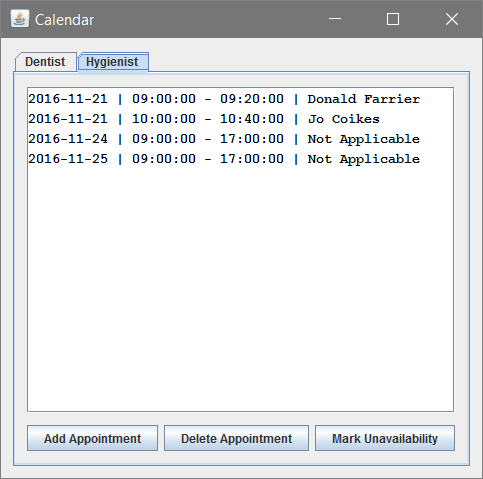 Calendar
Dentist
Hygienist
2016-11-21 | 09:00:00 - 09:20:00 | Donald Farrier
2016-11-21 | 10:00:00 - 10:40:00 | Jo Coikes
2016-11-24 | 09:00:00 - 17:00:00 | Not Applicable
2016-11-25 | 09:00:00 - 17:00:00 | Not Applicable
Add Appointment
Delete Appointment
Mark Unavailability